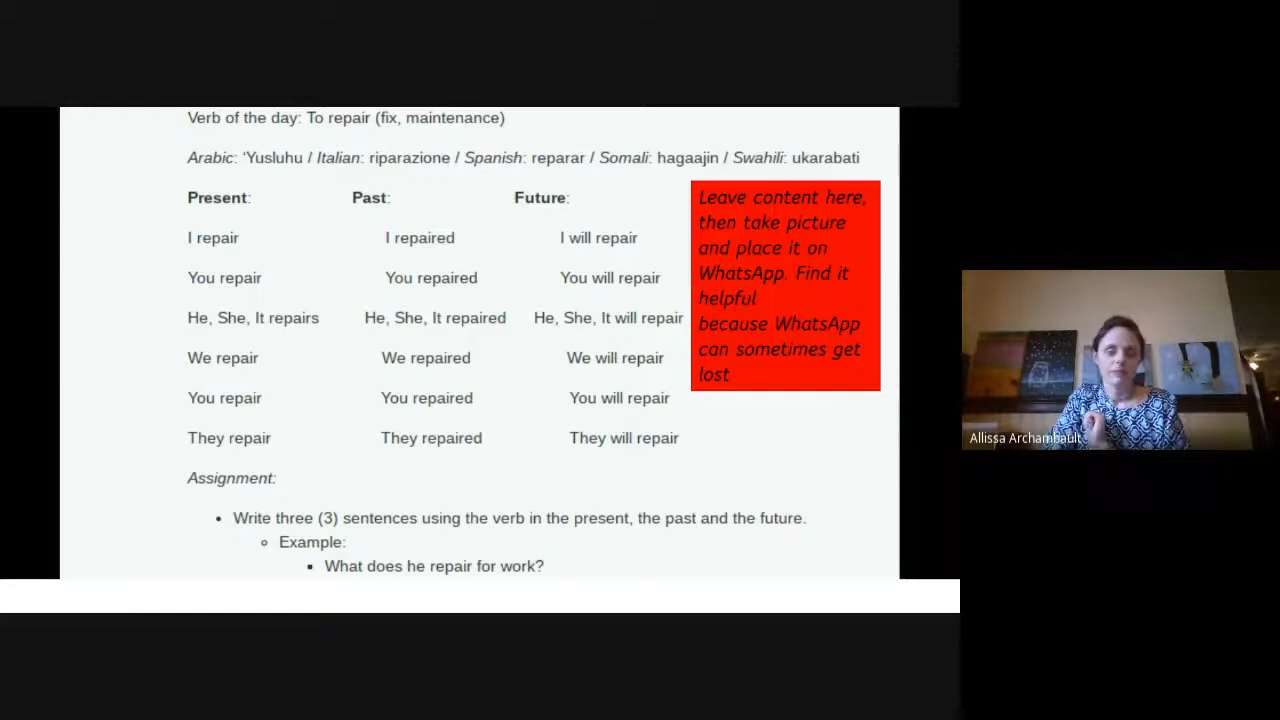 Verb of the day: To repair (fix, maintenance)
Arabic: ‘Yusluhu / Italian: riparazione / Spanish: reparar / Somali: hagaajin / Swahili: ukarabati
Present: Past: Future:
I repair I repaired I will repair
You repair You repaired You will repair
He, She, It repairs He, She, It repaired He, She, It will repair
We repair We repaired We will repair
You repair You repaired You will repair
They repair They repaired They will repair
Leave content here,
then take picture
and place it on
WhatsApp. Find it
helpful
because WhatsApp
can sometimes get
lost
Assignment:
• Write three (3) sentences using the verb in the present, the past and the future.
◦ Example:
▪ What does he repair for work?
Allissa Archambault